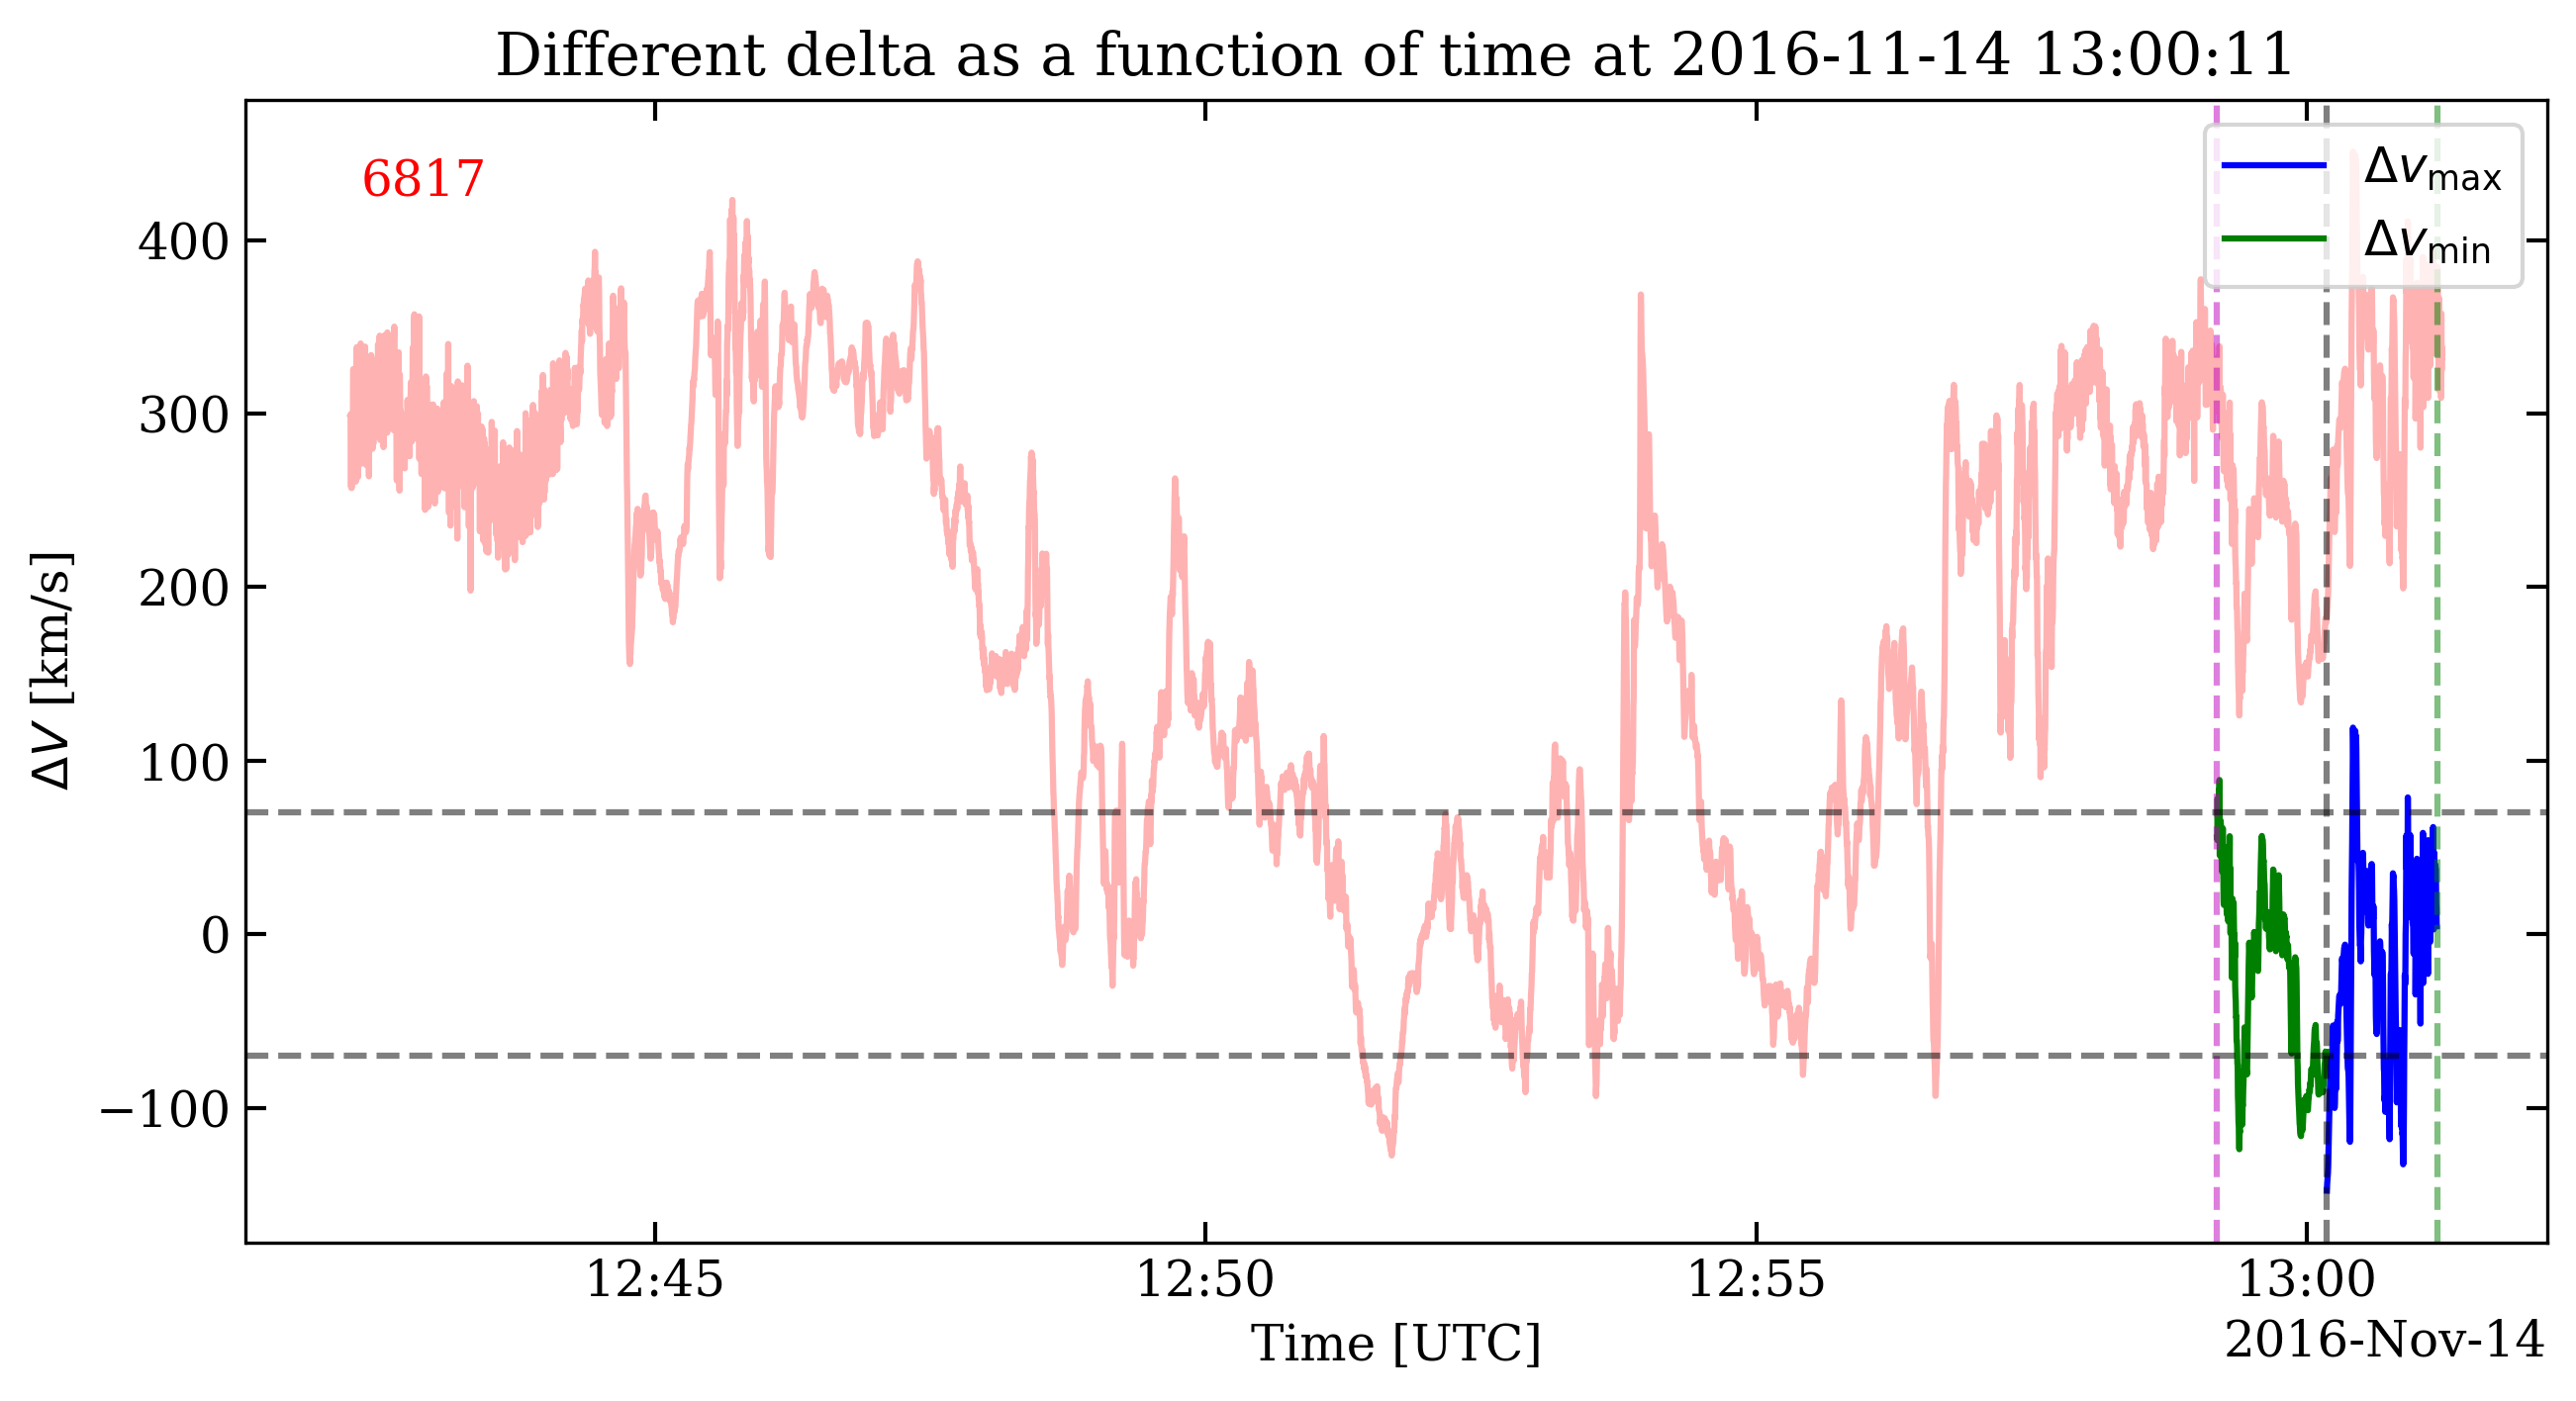 Different delta as a function of time at 2016-11-14 13:00:11
6817
Δv_max
Δv_min
400
300
200
100
0
−100
ΔV [km/s]
12:45 12:50 12:55 13:00
Time [UTC]
2016-Nov-14